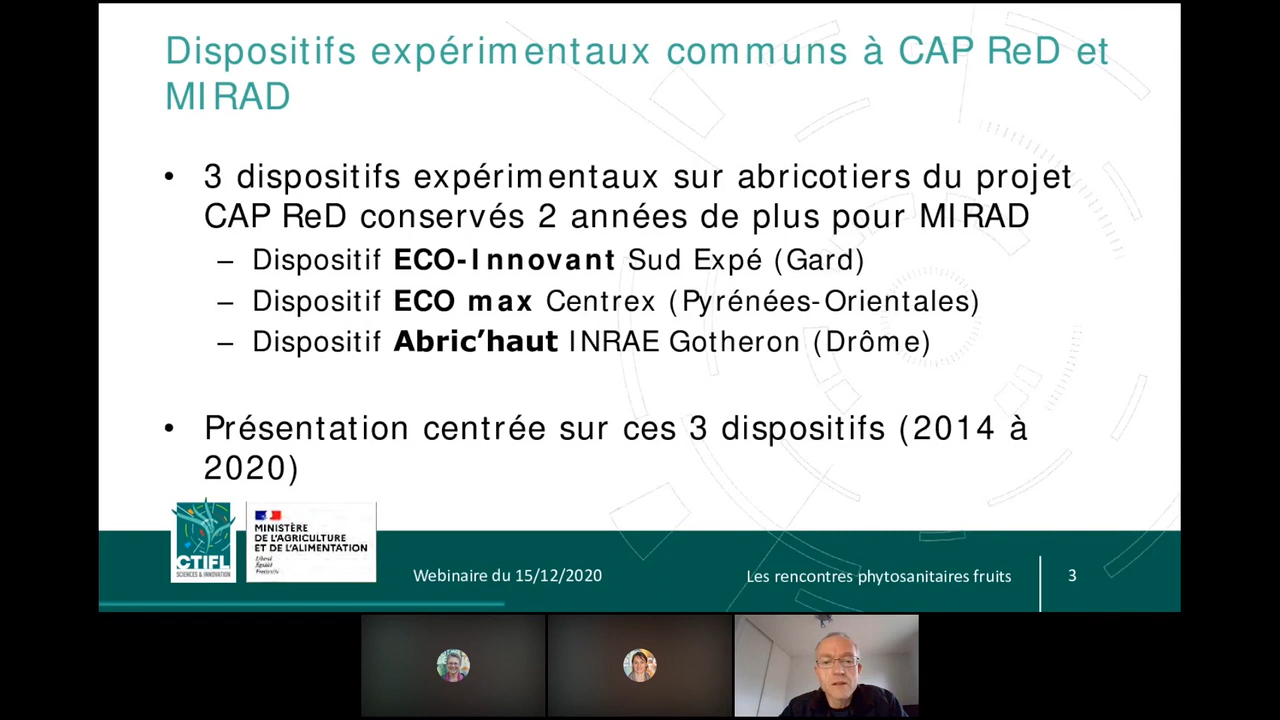 Dispositifs expérimentaux communs à CAP ReD et
MIRAD
• 3 dispositifs expérimentaux sur abricotiers du projet
CAP ReD conservés 2 années de plus pour MIRAD
– Dispositif ECO-Innovant Sud Expé (Gard)
– Dispositif ECO max Centrex (Pyrénées-Orientales)
– Dispositif Abric’haut INRAE Gotheron (Drôme)
• Présentation centrée sur ces 3 dispositifs (2014 à
2020)
CTIFL
SCIENCES & INNOVATION
MINISTÈRE
DE L'AGRICULTURE
ET DE L'ALIMENTATION
Liberté
Égalité
Fraternité
Webinaire du 15/12/2020
Les rencontres phytosanitaires fruits
3